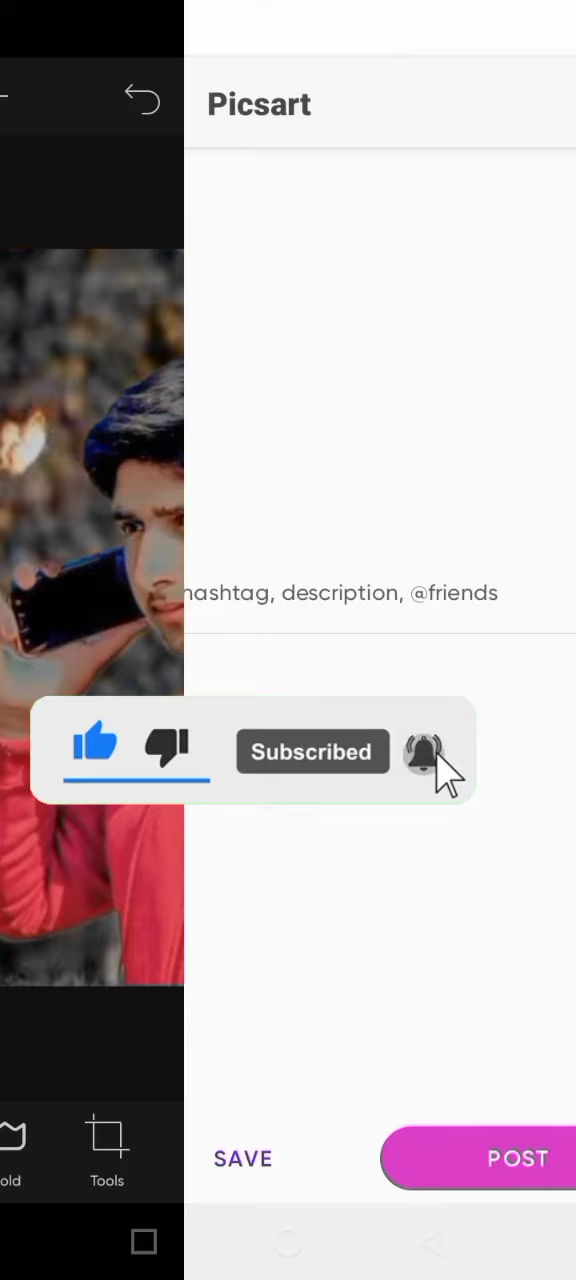 Picsart
hashtag, description, @friends
Subscribed
SAVE
POST
old
Tools